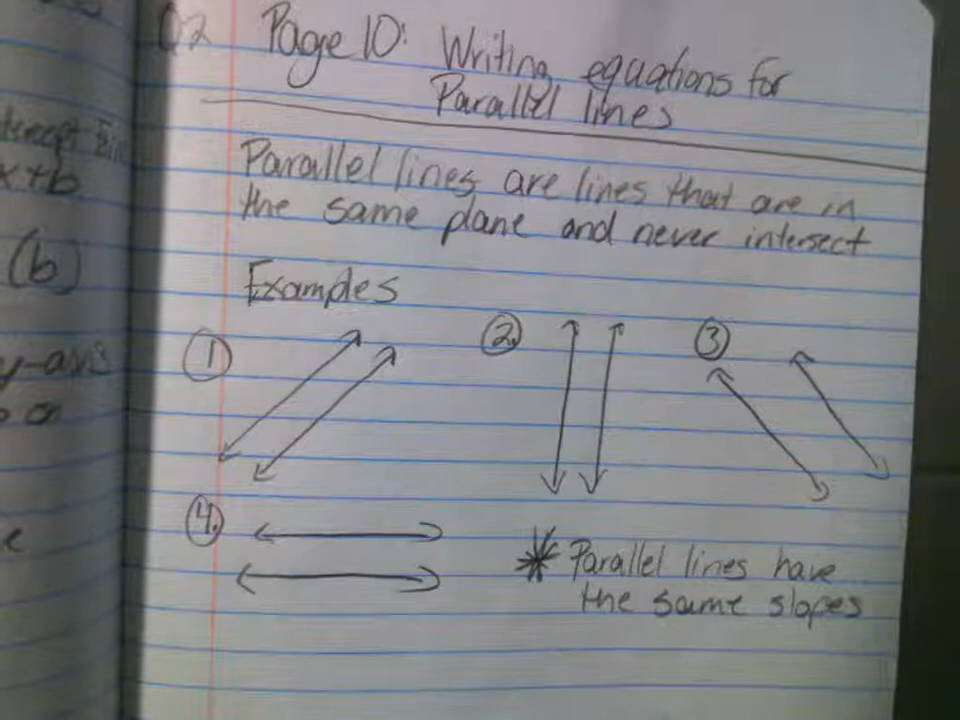 Q2 Page 10: Writing equations for
Parallel lines
Parallel lines are lines that are in
the same plane and never intersect
Examples
1
2.
3
4.
* Parallel lines have
the same slopes
x+b
(b)